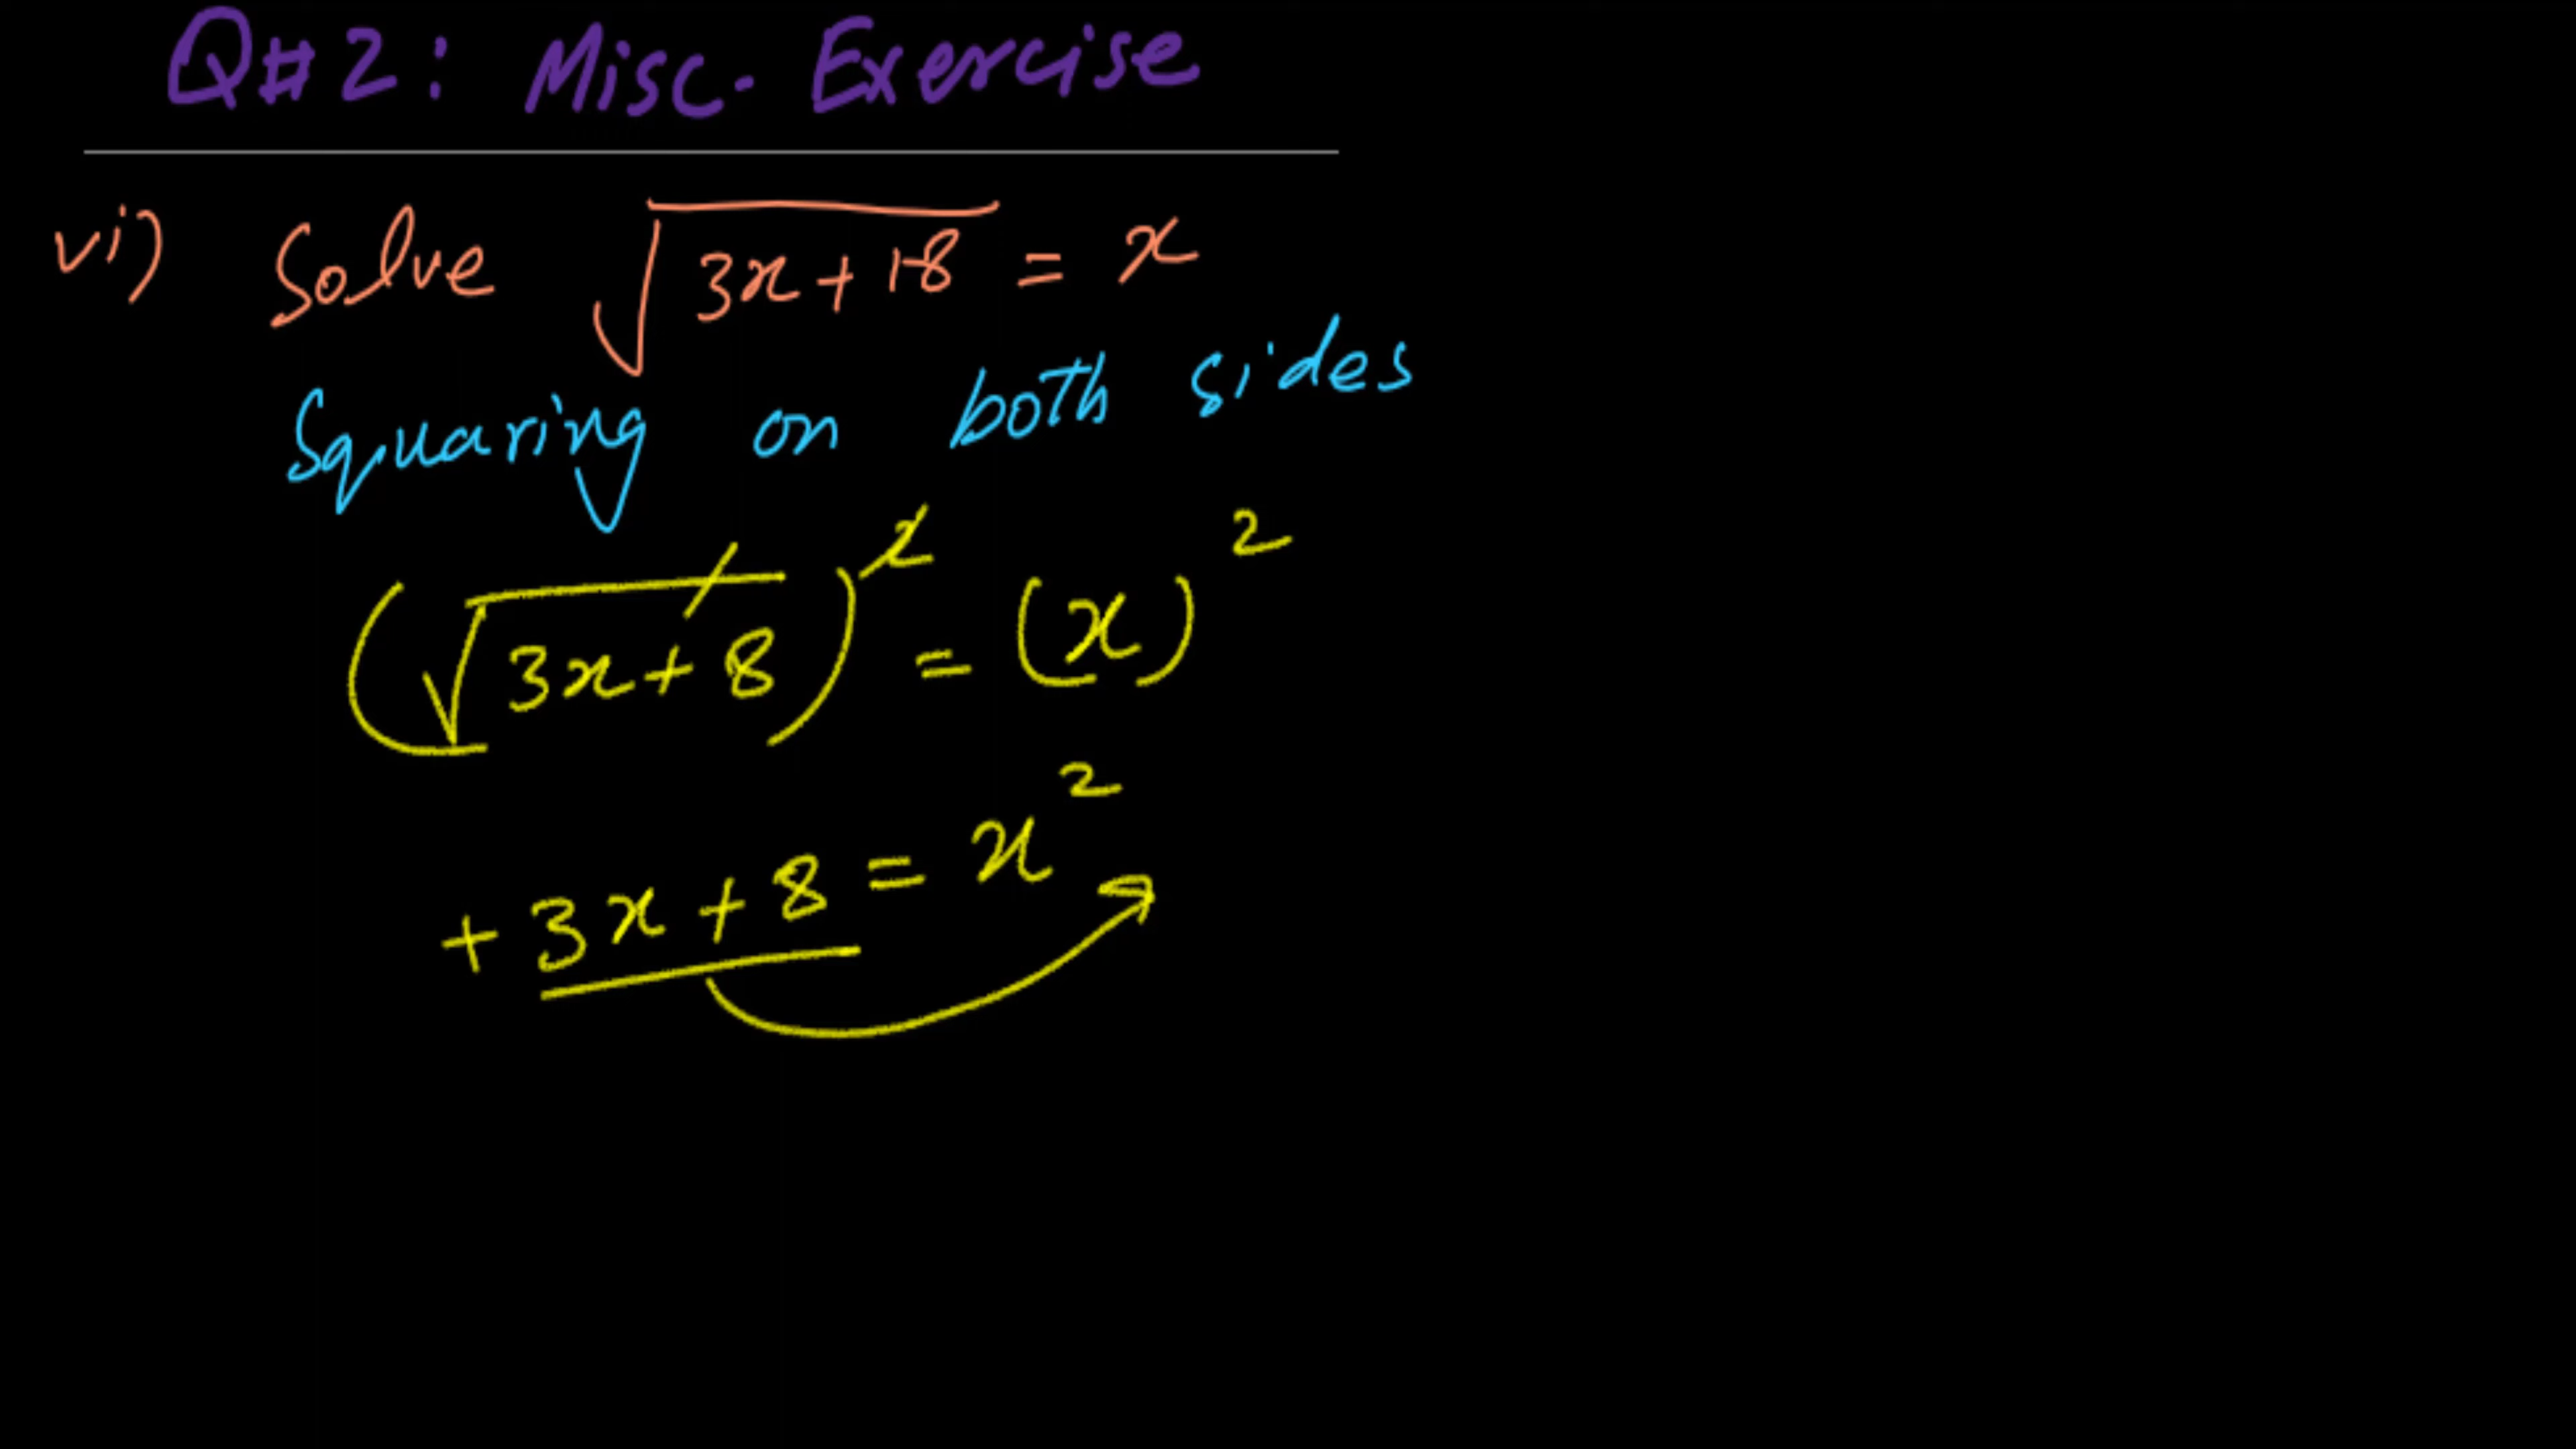 Q#2: Misc. Exercise
vi) Solve √(3x+18) = x
Squaring on both sides
(√(3x+8))² = (x)²
+3x+8 = x²